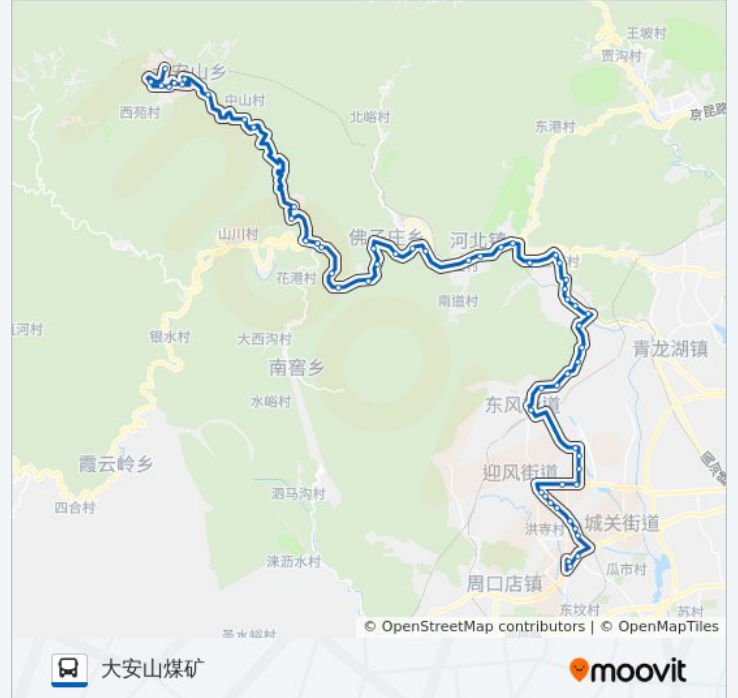 王坡村
贾沟村
大安山乡
中山村
西苑村
京昆路
北峪村
东港村
山川村
佛子庄乡
河北镇
花港村
南道村
银水村
大西沟村
青龙湖镇
南窖乡
水峪村
东风街道
霞云岭乡
迎风街道
泗马沟村
四合村
洪寺村
城关街道
涞沥水村
瓜市村
周口店镇
东坟村
苏村
© OpenStreetMap contributors | © OpenMapTiles
大安山煤矿
moovit